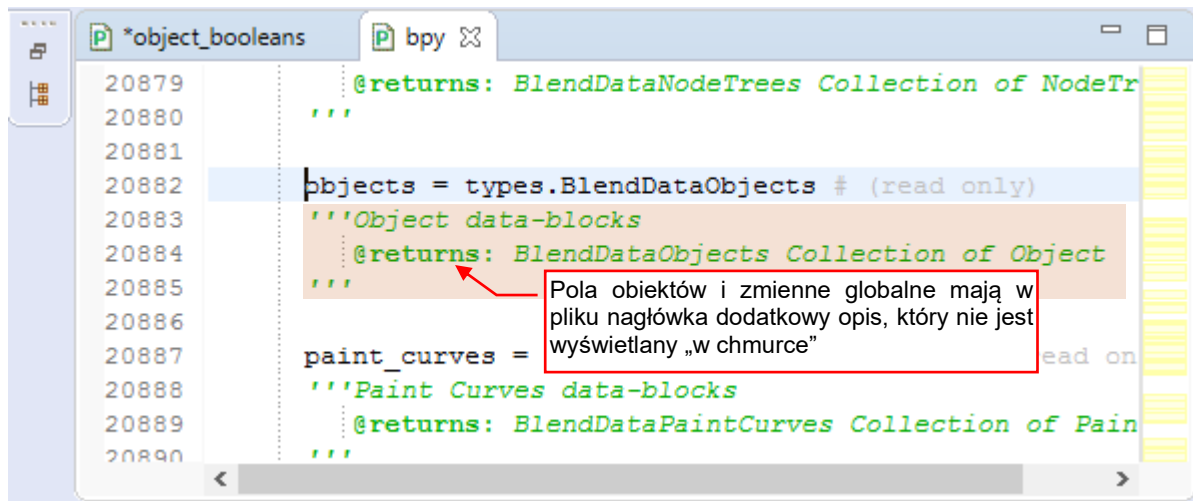 *object_booleans bpy
20879 @returns: BlendDataNodeTrees Collection of NodeTr
20880 '''
20881
20882 objects = types.BlendDataObjects # (read only)
20883 '''Object data-blocks
20884 @returns: BlendDataObjects Collection of Object
20885 '''
Pola obiektów i zmienne globalne mają w
pliku nagłówka dodatkowy opis, który nie jest
wyświetlany „w chmurce”
20886
20887 paint_curves = ead on
20888 '''Paint Curves data-blocks
20889 @returns: BlendDataPaintCurves Collection of Pain
20890 '''